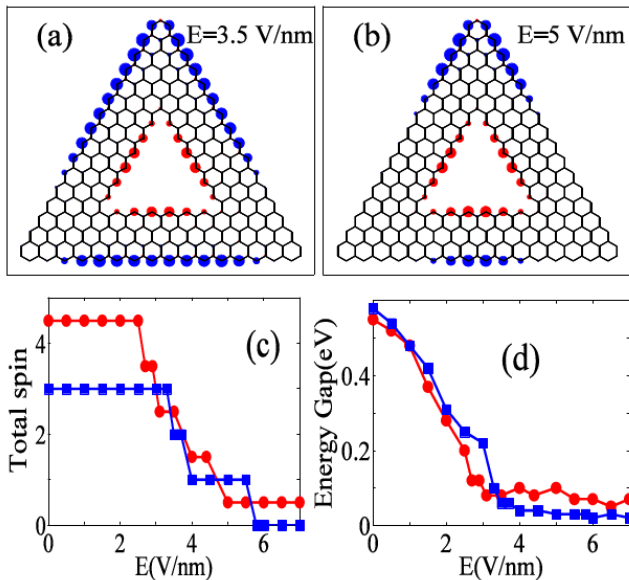 (a) E=3.5 V/nm
(b) E=5 V/nm
Total spin
4
2
0
(c)
0 2 4 6
E(V/nm)
Energy Gap(eV)
0.4
0.2
0
(d)
0 2 4 6
E(V/nm)